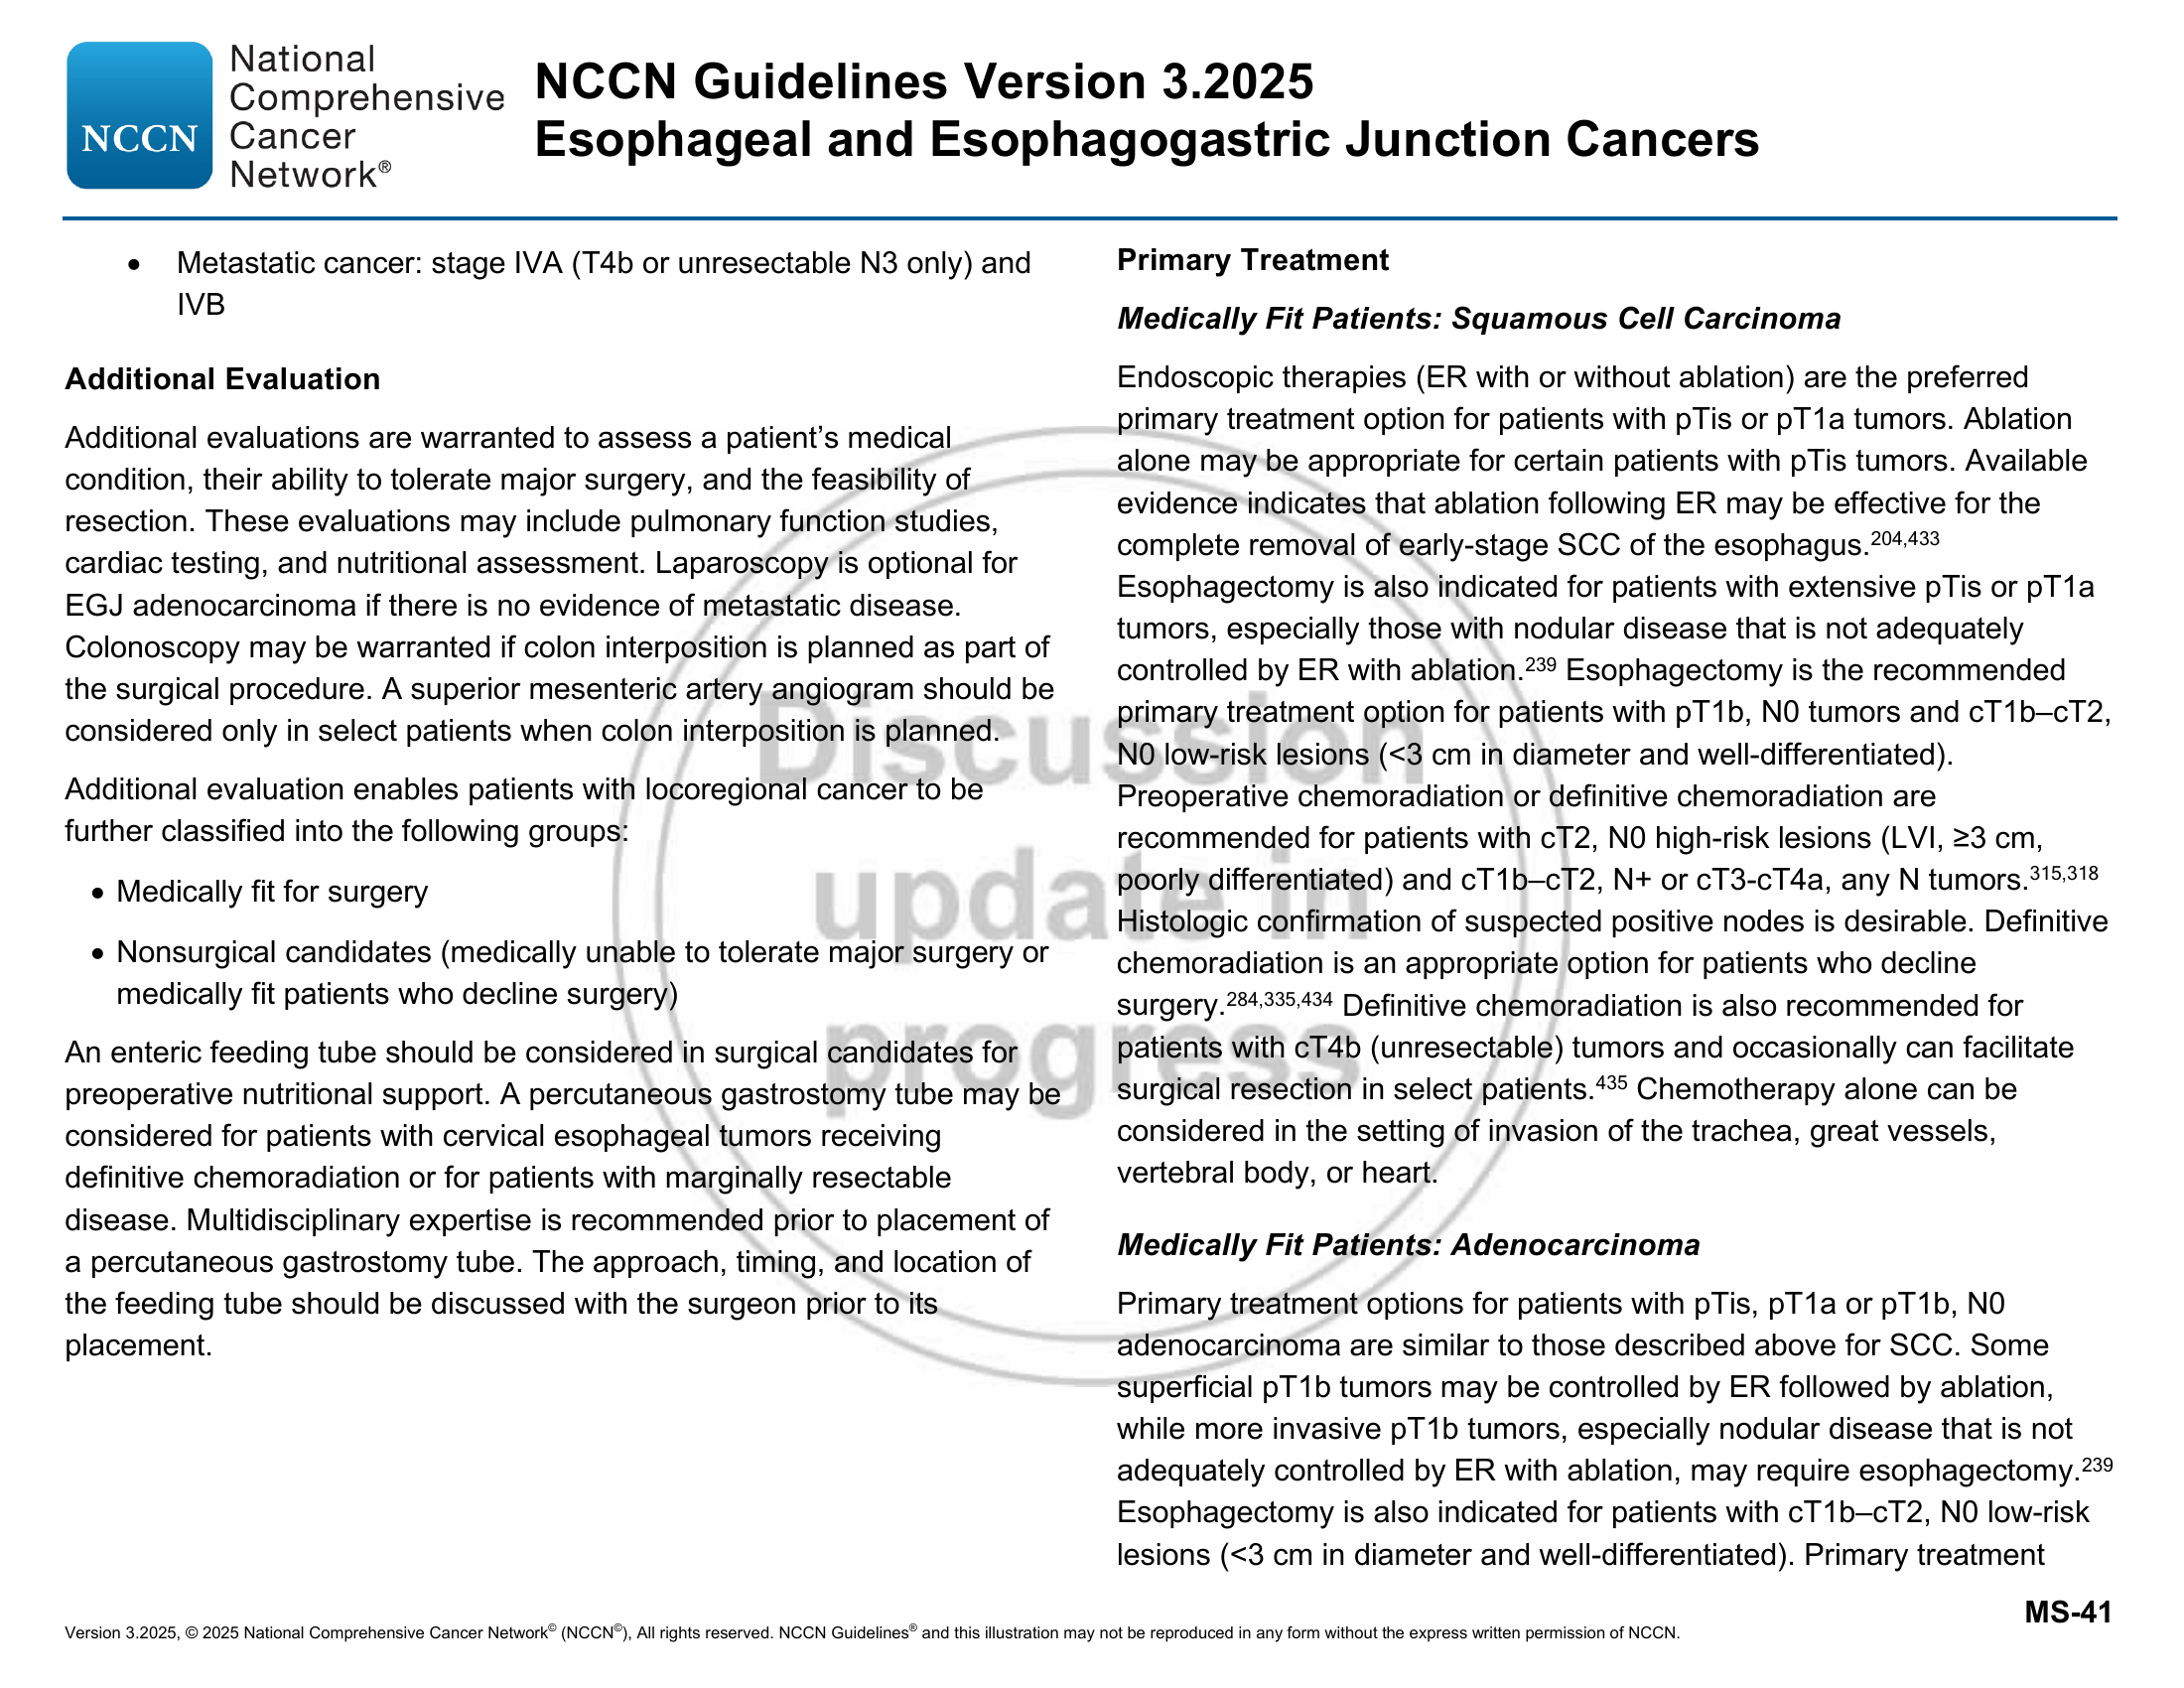 NCCN
National
Comprehensive
Cancer
Network®
NCCN Guidelines Version 3.2025
Esophageal and Esophagogastric Junction Cancers
• Metastatic cancer: stage IVA (T4b or unresectable N3 only) and
IVB
Additional Evaluation
Additional evaluations are warranted to assess a patient’s medical
condition, their ability to tolerate major surgery, and the feasibility of
resection. These evaluations may include pulmonary function studies,
cardiac testing, and nutritional assessment. Laparoscopy is optional for
EGJ adenocarcinoma if there is no evidence of metastatic disease.
Colonoscopy may be warranted if colon interposition is planned as part of
the surgical procedure. A superior mesenteric artery angiogram should be
considered only in select patients when colon interposition is planned.
Additional evaluation enables patients with locoregional cancer to be
further classified into the following groups:
• Medically fit for surgery
• Nonsurgical candidates (medically unable to tolerate major surgery or
medically fit patients who decline surgery)
An enteric feeding tube should be considered in surgical candidates for
preoperative nutritional support. A percutaneous gastrostomy tube may be
considered for patients with cervical esophageal tumors receiving
definitive chemoradiation or for patients with marginally resectable
disease. Multidisciplinary expertise is recommended prior to placement of
a percutaneous gastrostomy tube. The approach, timing, and location of
the feeding tube should be discussed with the surgeon prior to its
placement.
Primary Treatment
Medically Fit Patients: Squamous Cell Carcinoma
Endoscopic therapies (ER with or without ablation) are the preferred
primary treatment option for patients with pTis or pT1a tumors. Ablation
alone may be appropriate for certain patients with pTis tumors. Available
evidence indicates that ablation following ER may be effective for the
complete removal of early-stage SCC of the esophagus.204,433
Esophagectomy is also indicated for patients with extensive pTis or pT1a
tumors, especially those with nodular disease that is not adequately
controlled by ER with ablation.239 Esophagectomy is the recommended
primary treatment option for patients with pT1b, N0 tumors and cT1b–cT2,
N0 low-risk lesions (<3 cm in diameter and well-differentiated).
Preoperative chemoradiation or definitive chemoradiation are
recommended for patients with cT2, N0 high-risk lesions (LVI, ≥3 cm,
poorly differentiated) and cT1b–cT2, N+ or cT3-cT4a, any N tumors.315,318
Histologic confirmation of suspected positive nodes is desirable. Definitive
chemoradiation is an appropriate option for patients who decline
surgery.284,335,434 Definitive chemoradiation is also recommended for
patients with cT4b (unresectable) tumors and occasionally can facilitate
surgical resection in select patients.435 Chemotherapy alone can be
considered in the setting of invasion of the trachea, great vessels,
vertebral body, or heart.
Medically Fit Patients: Adenocarcinoma
Primary treatment options for patients with pTis, pT1a or pT1b, N0
adenocarcinoma are similar to those described above for SCC. Some
superficial pT1b tumors may be controlled by ER followed by ablation,
while more invasive pT1b tumors, especially nodular disease that is not
adequately controlled by ER with ablation, may require esophagectomy.239
Esophagectomy is also indicated for patients with cT1b–cT2, N0 low-risk
lesions (<3 cm in diameter and well-differentiated). Primary treatment
Discussion
update in
progress
MS-41
Version 3.2025, © 2025 National Comprehensive Cancer Network© (NCCN©), All rights reserved. NCCN Guidelines® and this illustration may not be reproduced in any form without the express written permission of NCCN.